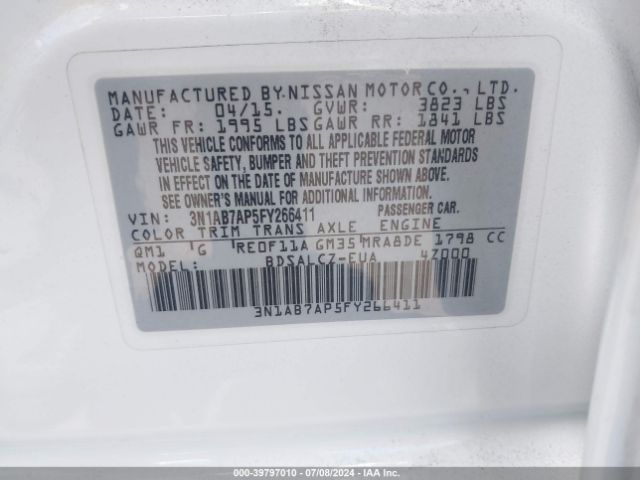 MANUFACTURED BY:NISSAN MOTOR CO., LTD.
DATE: 04/15. GVWR: 3823 LBS
GAWR FR: 1995 LBS GAWR RR: 1841 LBS
THIS VEHICLE CONFORMS TO ALL APPLICABLE FEDERAL MOTOR
VEHICLE SAFETY, BUMPER AND THEFT PREVENTION STANDARDS
IN EFFECT ON THE DATE OF MANUFACTURE SHOWN ABOVE.
SEE OWNER'S MANUAL FOR ADDITIONAL INFORMATION.
VIN: 3N1AB7AP5FY266411 PASSENGER CAR.
COLOR TRIM TRANS AXLE ENGINE
QM1 G RE0F11A GM35 MRA8DE 1798 CC
MODEL: BDSALCZ-EUA 4Z000
3N1AB7AP5FY266411
000-39797010 - 07/08/2024 - IAA Inc.